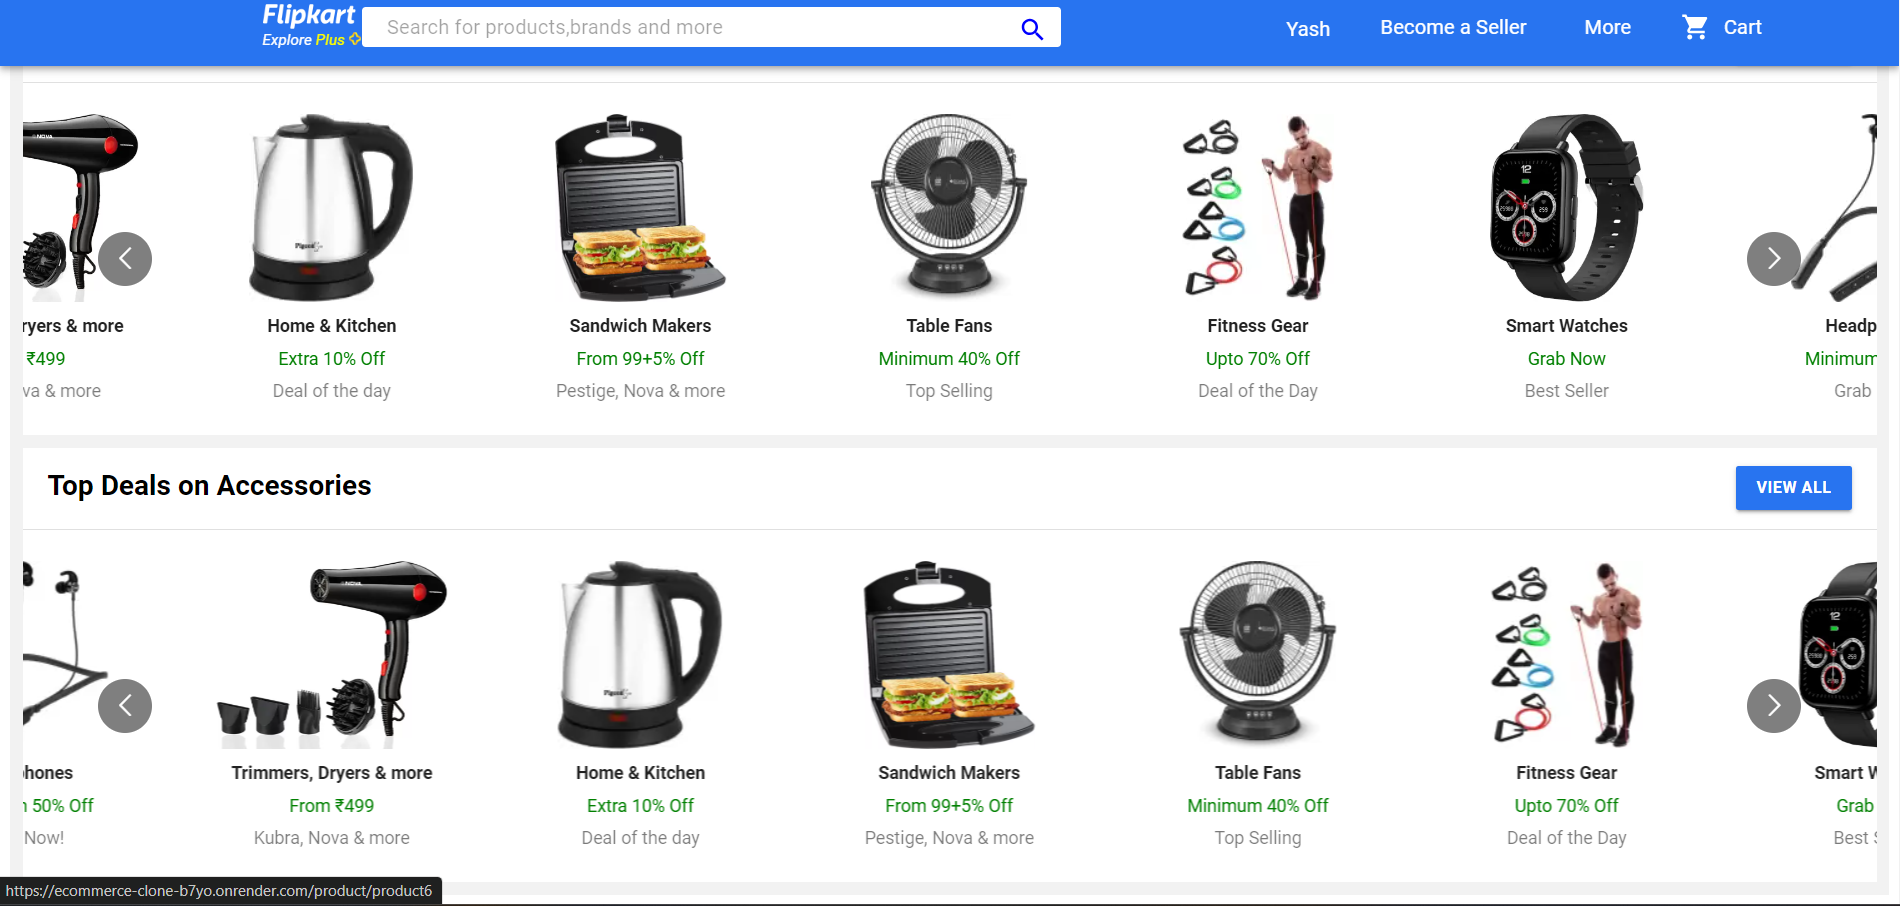 Flipkart
Explore Plus
Search for products,brands and more
Yash
Become a Seller
More
Cart
NOVA
Pigeon
12
ryers & more
Home & Kitchen
Sandwich Makers
Table Fans
Fitness Gear
Smart Watches
Headp
₹499
Extra 10% Off
From 99+5% Off
Minimum 40% Off
Upto 70% Off
Grab Now
Minimum
va & more
Deal of the day
Pestige, Nova & more
Top Selling
Deal of the Day
Best Seller
Grab
Top Deals on Accessories
VIEW ALL
NOVA
Pigeon
12
hones
Trimmers, Dryers & more
Home & Kitchen
Sandwich Makers
Table Fans
Fitness Gear
Smart W
50% Off
From ₹499
Extra 10% Off
From 99+5% Off
Minimum 40% Off
Upto 70% Off
Grab
Now!
Kubra, Nova & more
Deal of the day
Pestige, Nova & more
Top Selling
Deal of the Day
Best S
https://ecommerce-clone-b7yo.onrender.com/product/product6